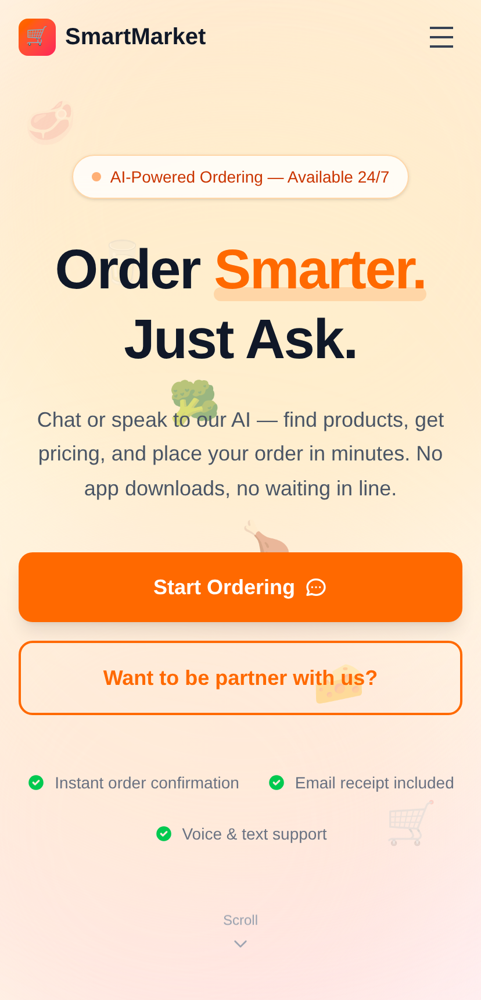 SmartMarket
AI-Powered Ordering — Available 24/7
Order Smarter.
Just Ask.
Chat or speak to our AI — find products, get
pricing, and place your order in minutes. No
app downloads, no waiting in line.
Start Ordering
Want to be partner with us?
Instant order confirmation
Email receipt included
Voice & text support
Scroll